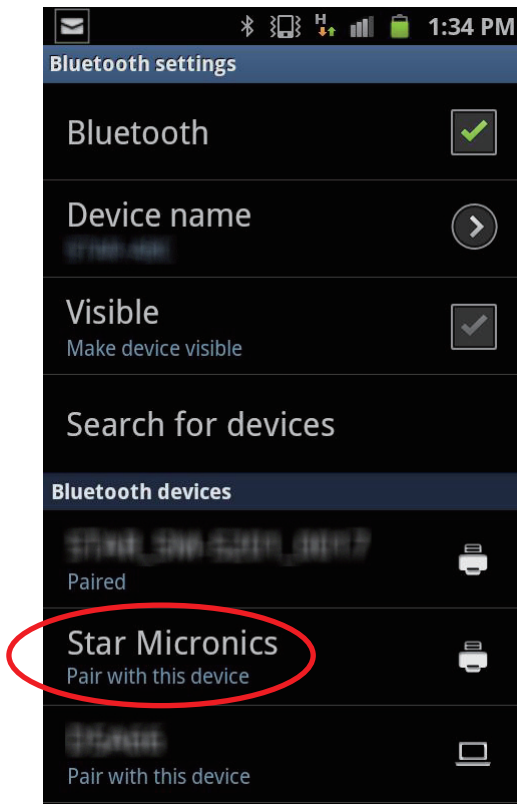 H
1:34 PM
Bluetooth settings
Bluetooth
Device name
Visible
Make device visible
Search for devices
Bluetooth devices
Paired
Star Micronics
Pair with this device
Pair with this device